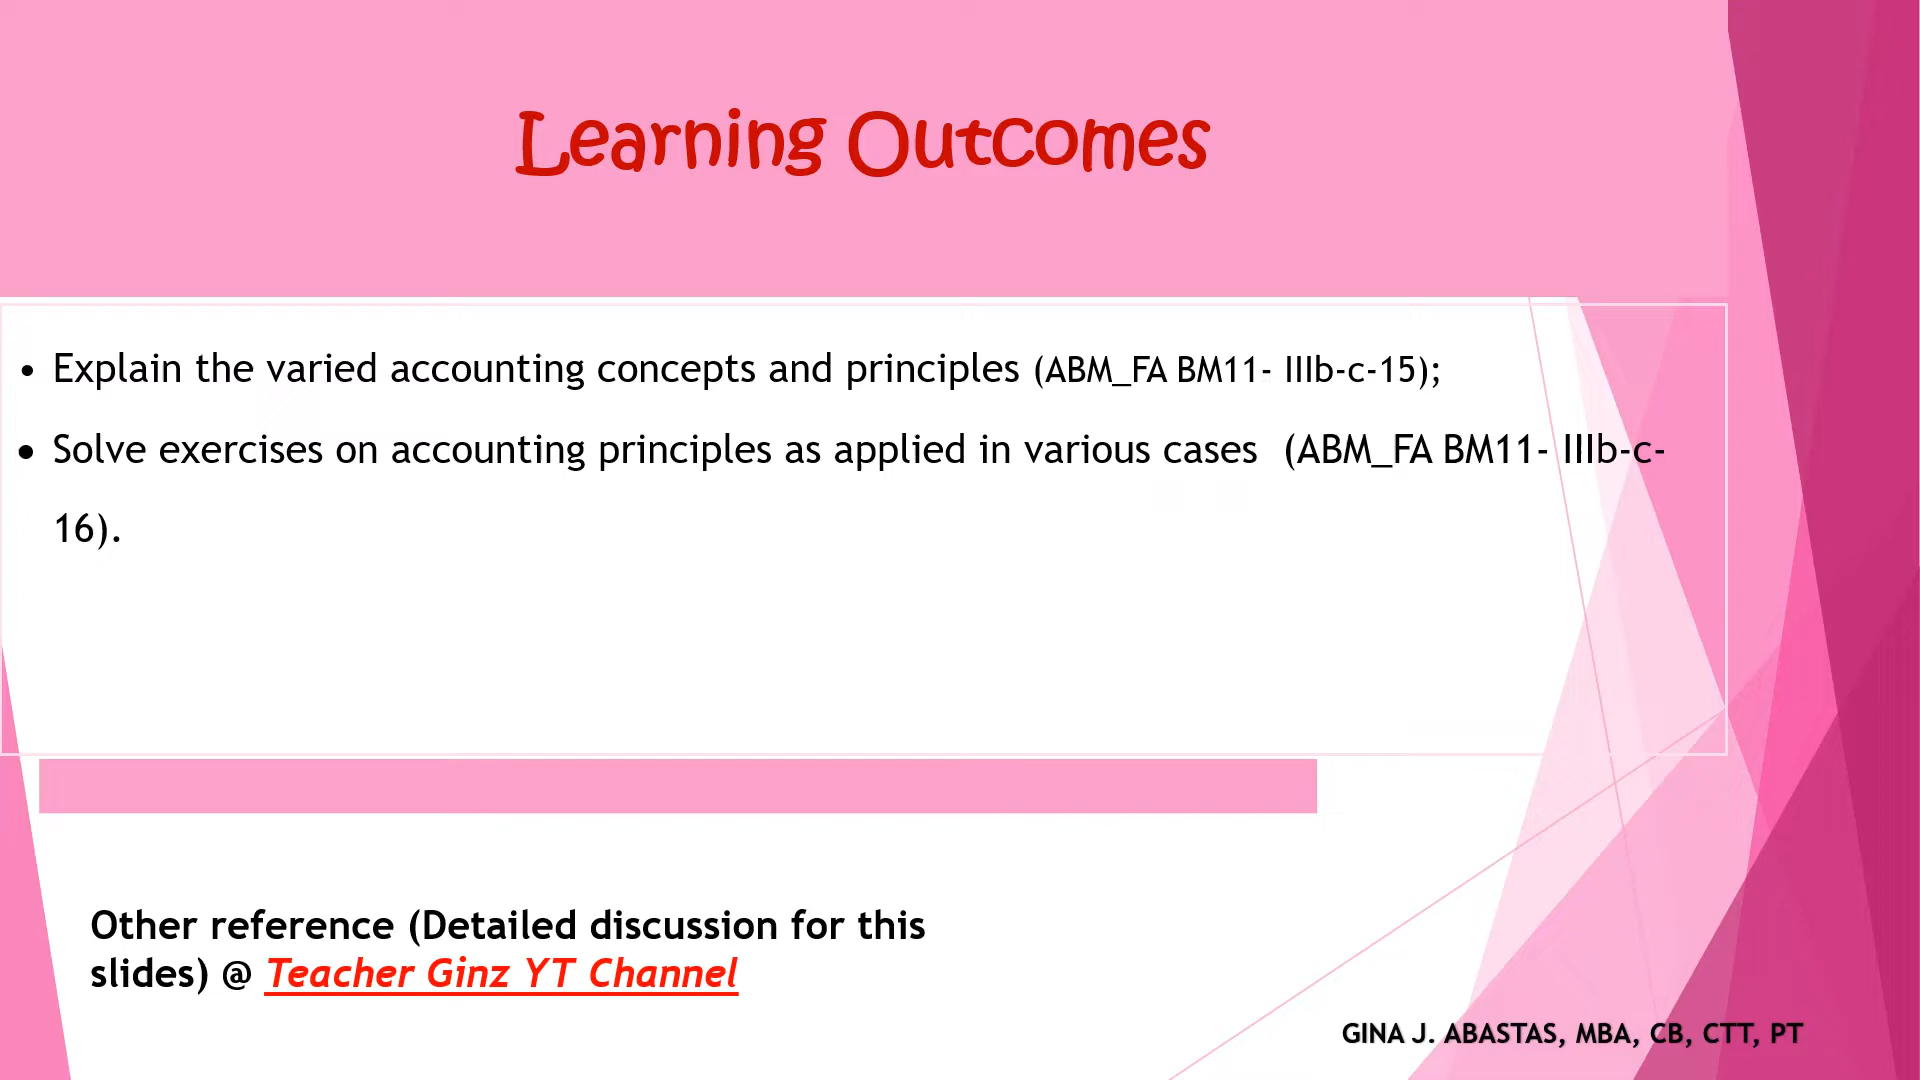 Learning Outcomes
• Explain the varied accounting concepts and principles (ABM_FA BM11- IIIb-c-15);
• Solve exercises on accounting principles as applied in various cases  (ABM_FA BM11- IIIb-c-
16).
Other reference (Detailed discussion for this
slides) @ Teacher Ginz YT Channel
GINA J. ABASTAS, MBA, CB, CTT, PT